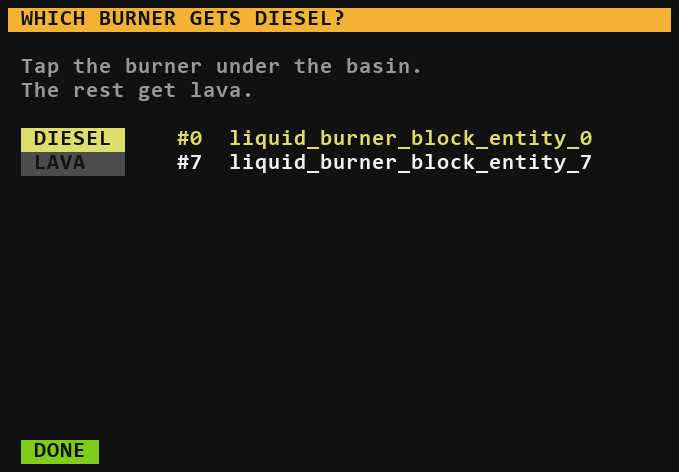 WHICH BURNER GETS DIESEL?
Tap the burner under the basin.
The rest get lava.
DIESEL #0 liquid_burner_block_entity_0
LAVA #7 liquid_burner_block_entity_7
DONE